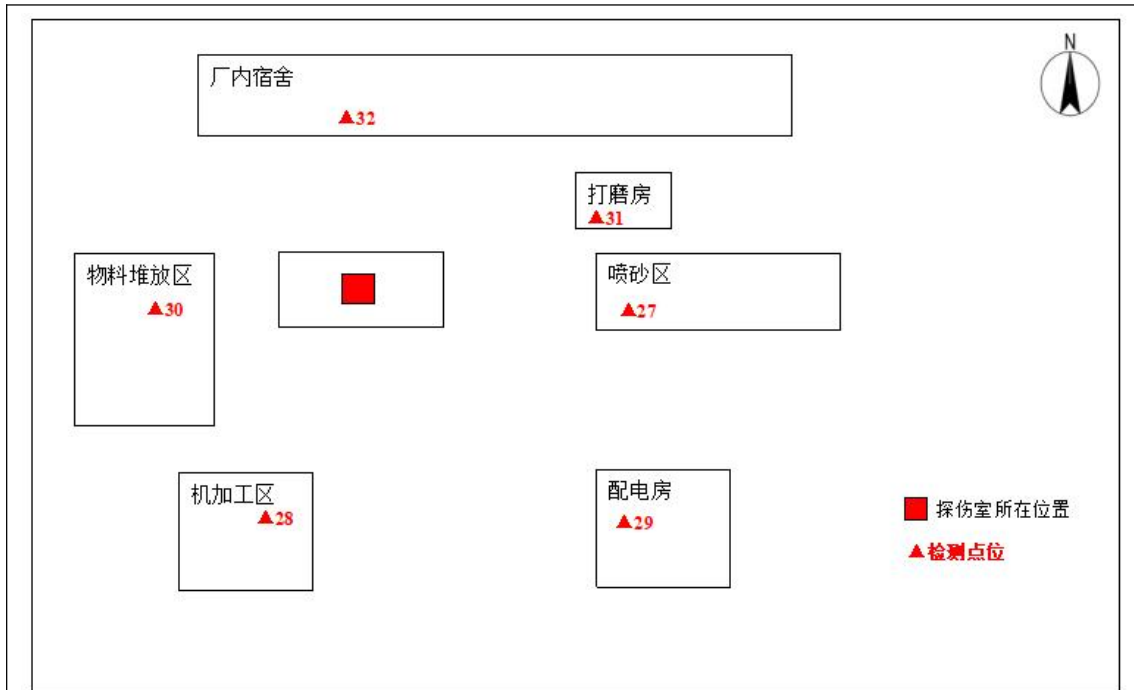 N
厂内宿舍
▲32
打磨房
▲31
物料堆放区
▲30
喷砂区
▲27
机加工区
▲28
配电房
▲29
探伤室所在位置
▲检测点位